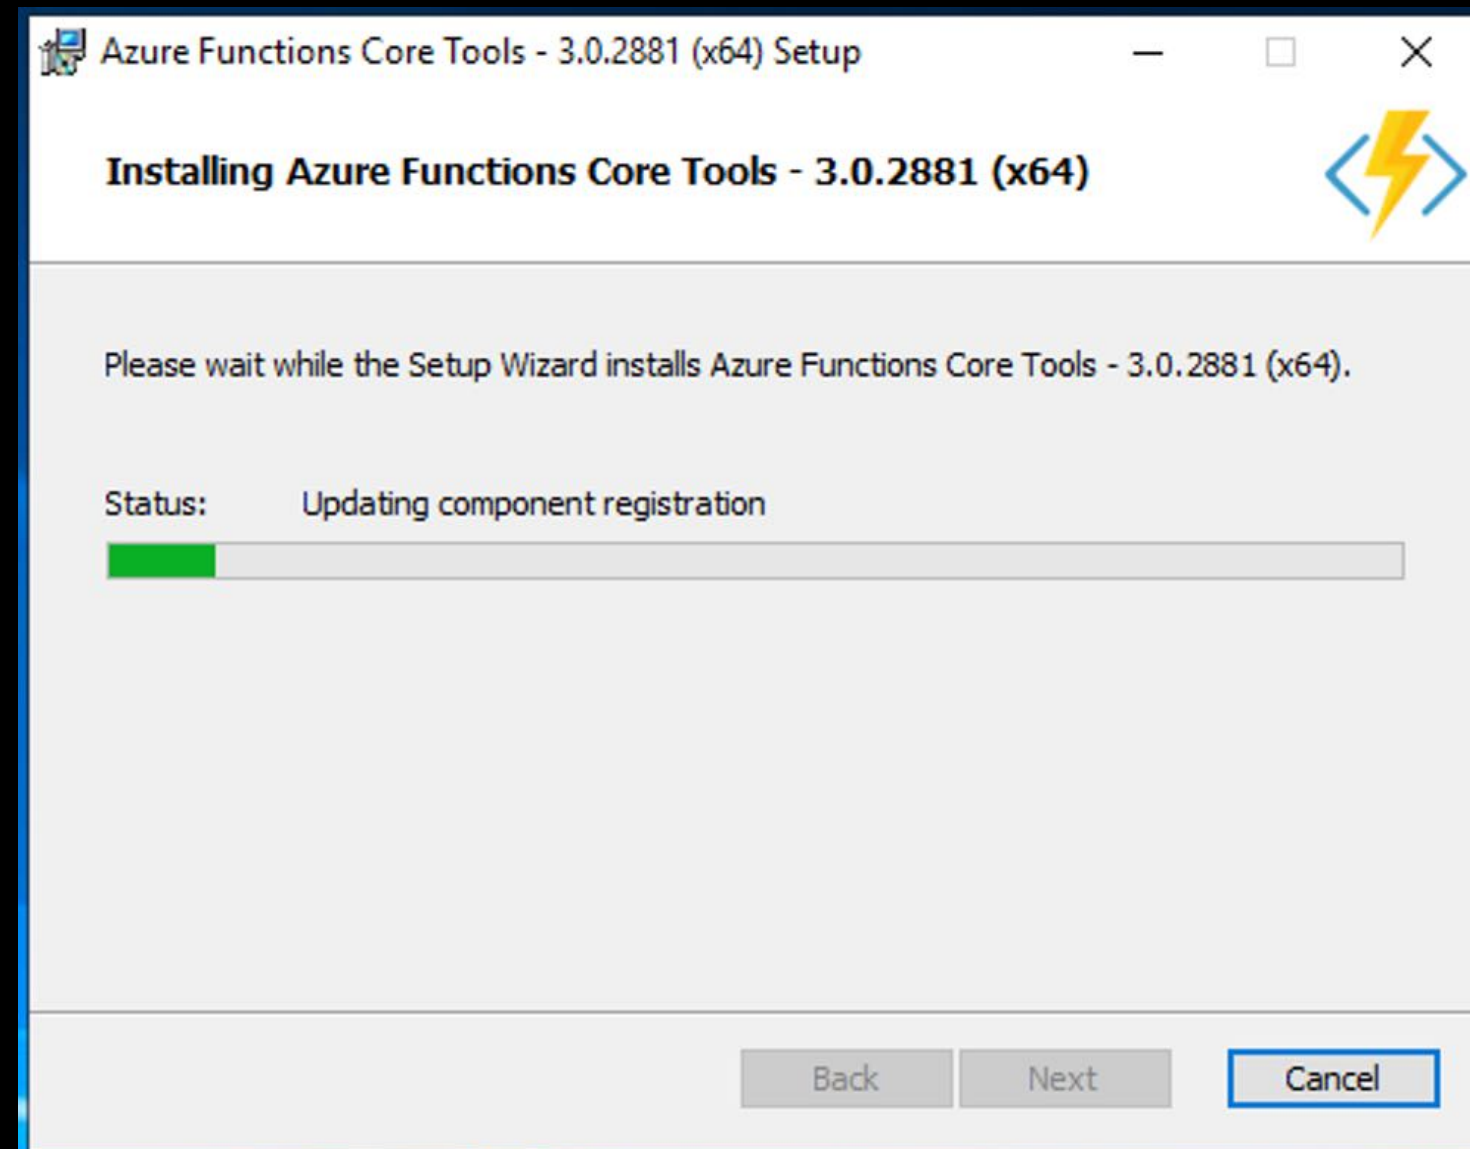 Azure Functions Core Tools - 3.0.2881 (x64) Setup
Installing Azure Functions Core Tools - 3.0.2881 (x64)
Please wait while the Setup Wizard installs Azure Functions Core Tools - 3.0.2881 (x64).
Status: Updating component registration
Back Next Cancel